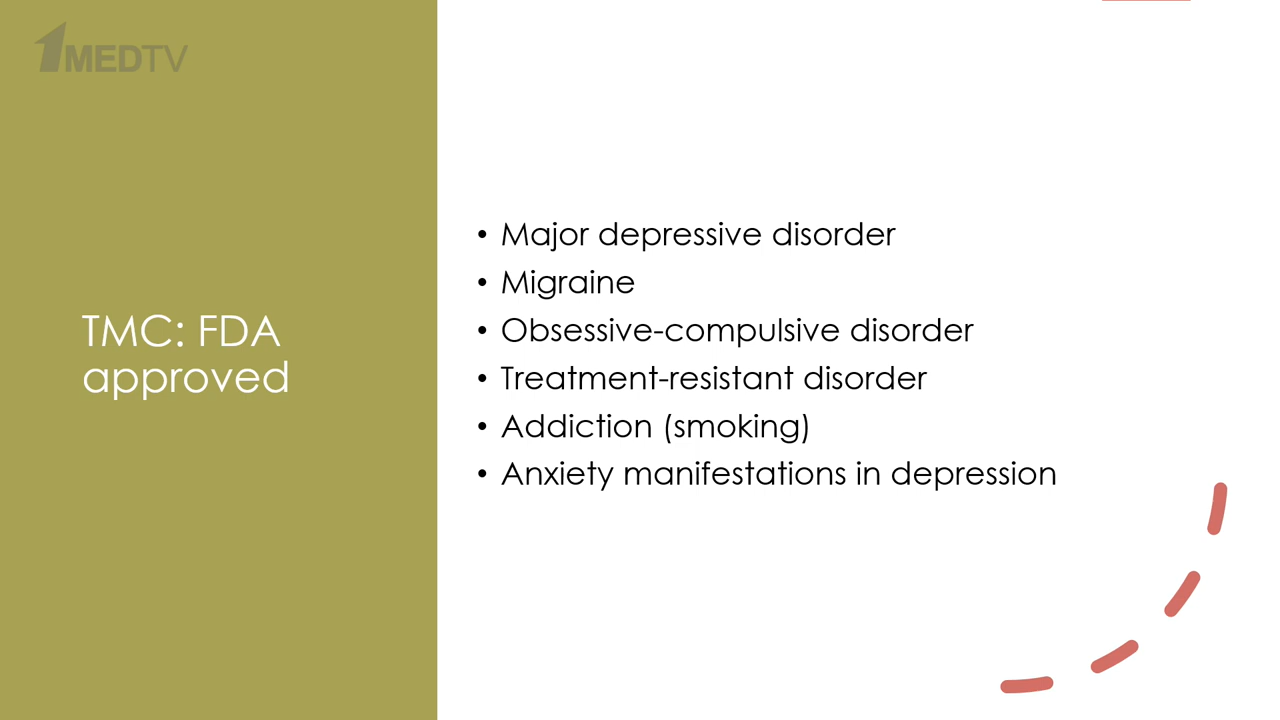 1MEDTV
TMC: FDA
approved
• Major depressive disorder
• Migraine
• Obsessive-compulsive disorder
• Treatment-resistant disorder
• Addiction (smoking)
• Anxiety manifestations in depression